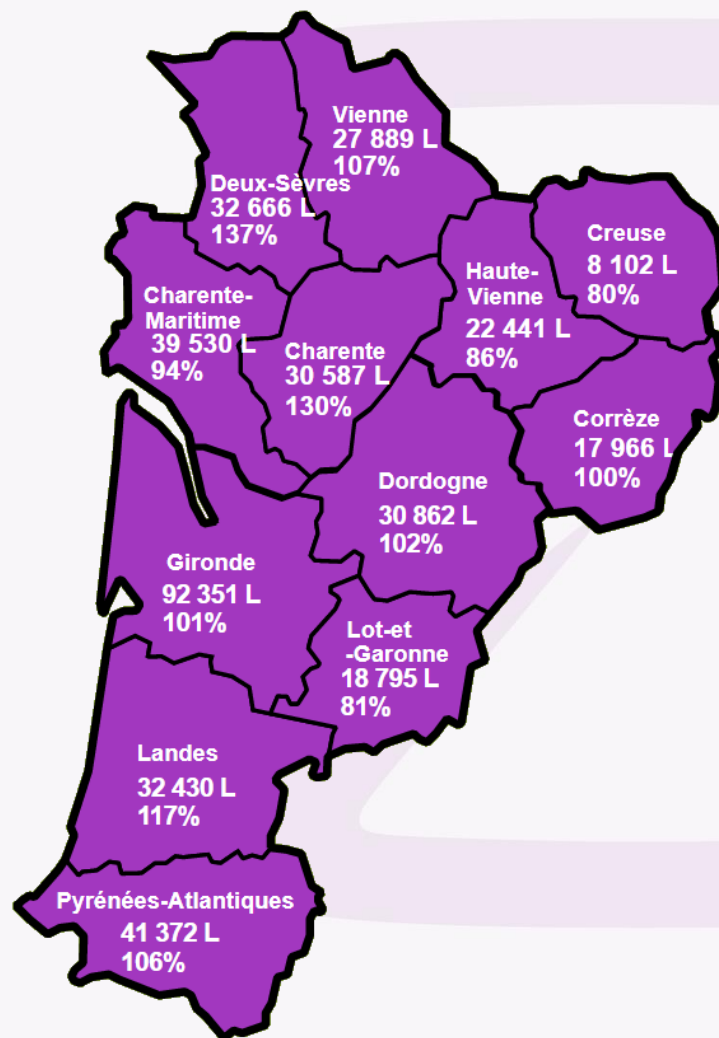 Vienne
27 889 L
107%
Deux-Sèvres
32 666 L
137%
Creuse
8 102 L
80%
Haute-
Vienne
22 441 L
86%
Charente-
Maritime
39 530 L
94%
Charente
30 587 L
130%
Corrèze
17 966 L
100%
Dordogne
30 862 L
102%
Gironde
92 351 L
101%
Lot-et
-Garonne
18 795 L
81%
Landes
32 430 L
117%
Pyrénées-Atlantiques
41 372 L
106%